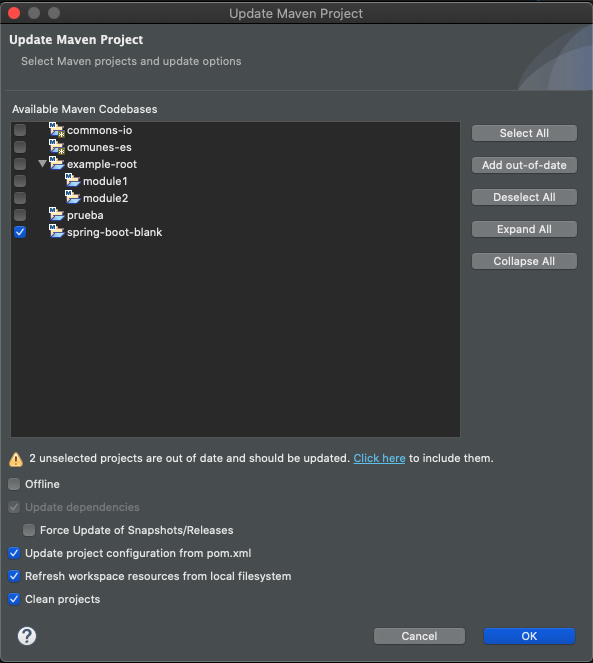 Update Maven Project
Update Maven Project
Select Maven projects and update options
Available Maven Codebases
commons-io
comunes-es
example-root
module1
module2
prueba
spring-boot-blank
Select All
Add out-of-date
Deselect All
Expand All
Collapse All
2 unselected projects are out of date and should be updated. Click here to include them.
Offline
Update dependencies
Force Update of Snapshots/Releases
Update project configuration from pom.xml
Refresh workspace resources from local filesystem
Clean projects
?
Cancel
OK